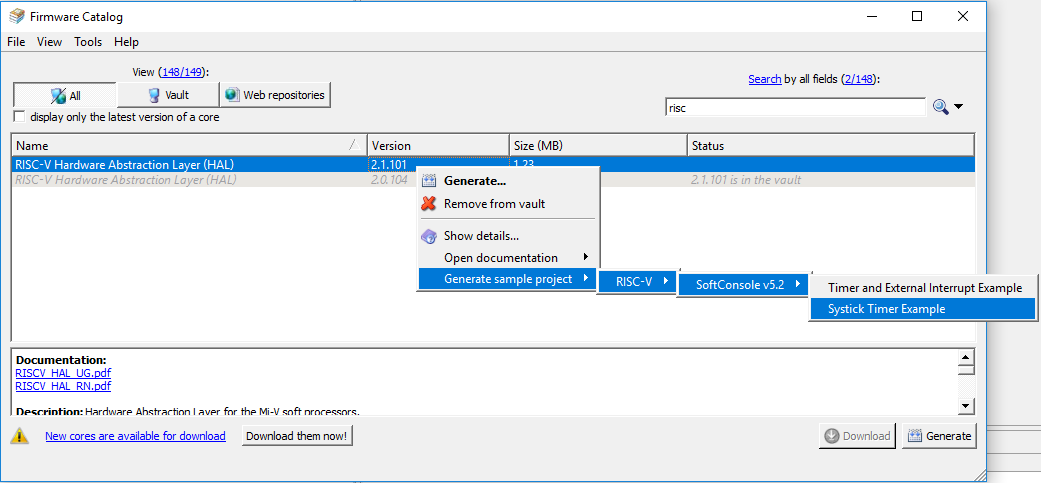 Firmware Catalog
File View Tools Help
View (148/149):
Search by all fields (2/148):
All Vault Web repositories
risc
display only the latest version of a core
Name Version Size (MB) Status
RISC-V Hardware Abstraction Layer (HAL) 2.1.101 1.23
RISC-V Hardware Abstraction Layer (HAL) 2.0.104 2.1.101 is in the vault
Generate...
Remove from vault
Show details...
Open documentation
Generate sample project RISC-V SoftConsole v5.2
Timer and External Interrupt Example
Systick Timer Example
Documentation:
RISCV_HAL_UG.pdf
RISCV_HAL_RN.pdf
Description: Hardware Abstraction Layer for the Mi-V soft processors.
New cores are available for download Download them now! Download Generate